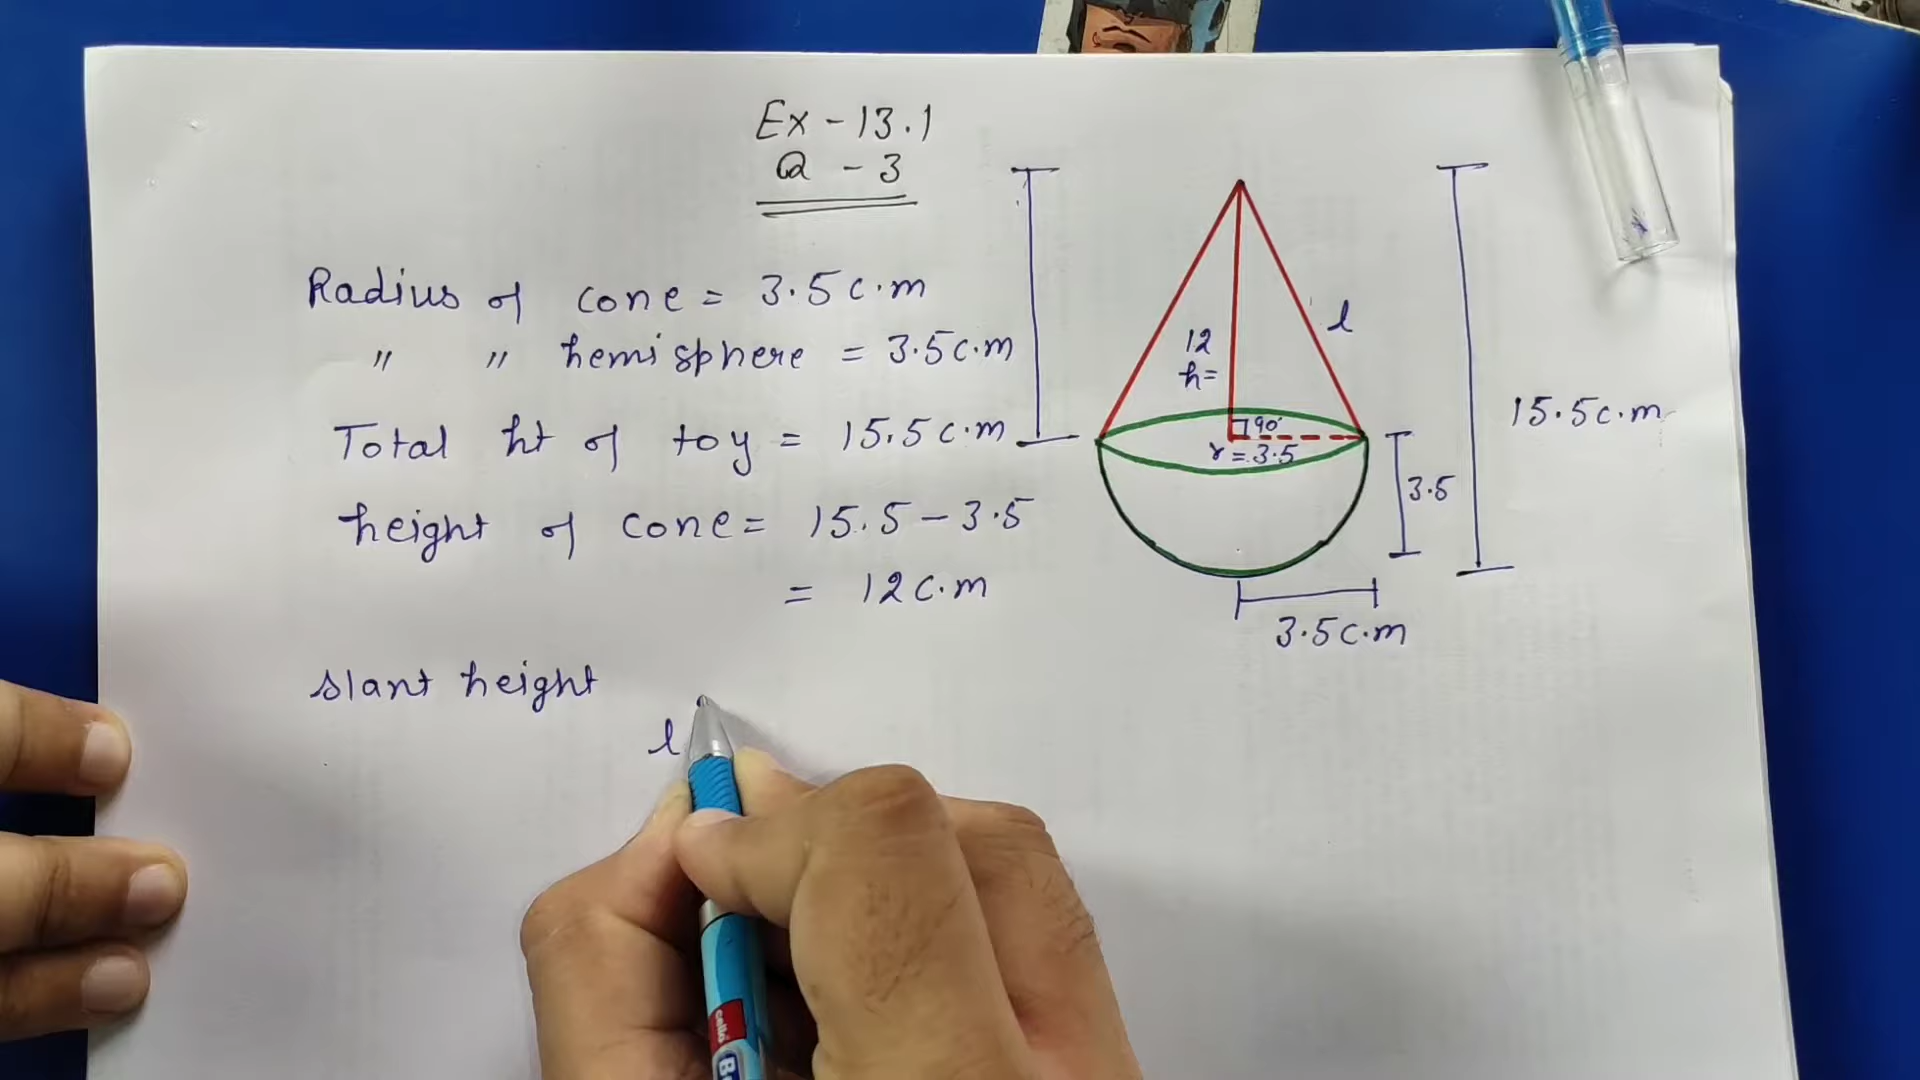 Ex - 13.1
Q - 3
Radius of cone = 3.5 c.m
" " hemisphere = 3.5 c.m
Total ht of toy = 15.5 c.m
height of cone = 15.5 - 3.5
= 12 c.m
slant height
l
l
12
h=
90°
r = 3.5
15.5 c.m
3.5
3.5 c.m
cello